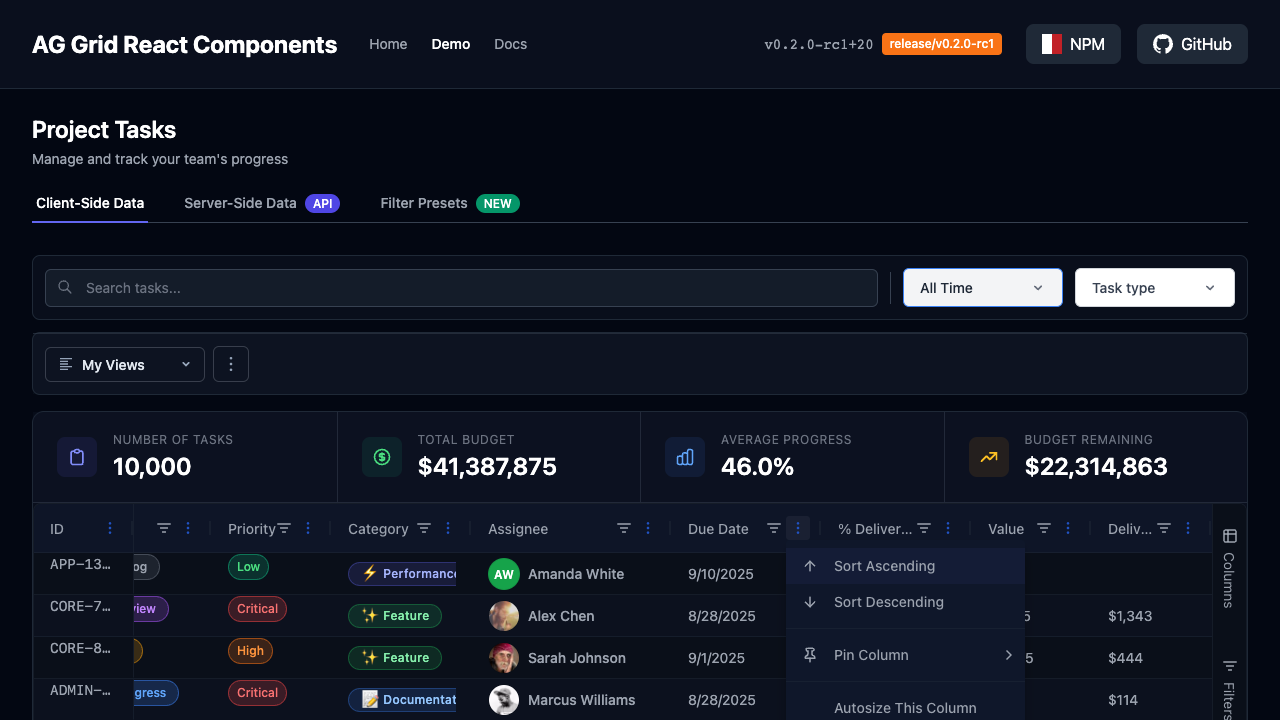 AG Grid React Components Home Demo Docs v0.2.0-rc1+20 release/v0.2.0-rc1 NPM GitHub
Project Tasks
Manage and track your team's progress
Client-Side Data Server-Side Data API Filter Presets NEW
Search tasks... All Time Task type
My Views
NUMBER OF TASKS TOTAL BUDGET AVERAGE PROGRESS BUDGET REMAINING
10,000 $41,387,875 46.0% $22,314,863
ID Priority Category Assignee Due Date % Deliver... Value Deliv...
APP-13... og Low ⚡ Performance AW Amanda White 9/10/2025
Sort Ascending
CORE-7... view Critical ✨ Feature Alex Chen 8/28/2025 5 $1,343
Sort Descending
CORE-8... High ✨ Feature Sarah Johnson 9/1/2025 5 $444
Pin Column
ADMIN-... gress Critical 📝 Documentat Marcus Williams 8/28/2025 $114
Autosize This Column
Columns
Filters